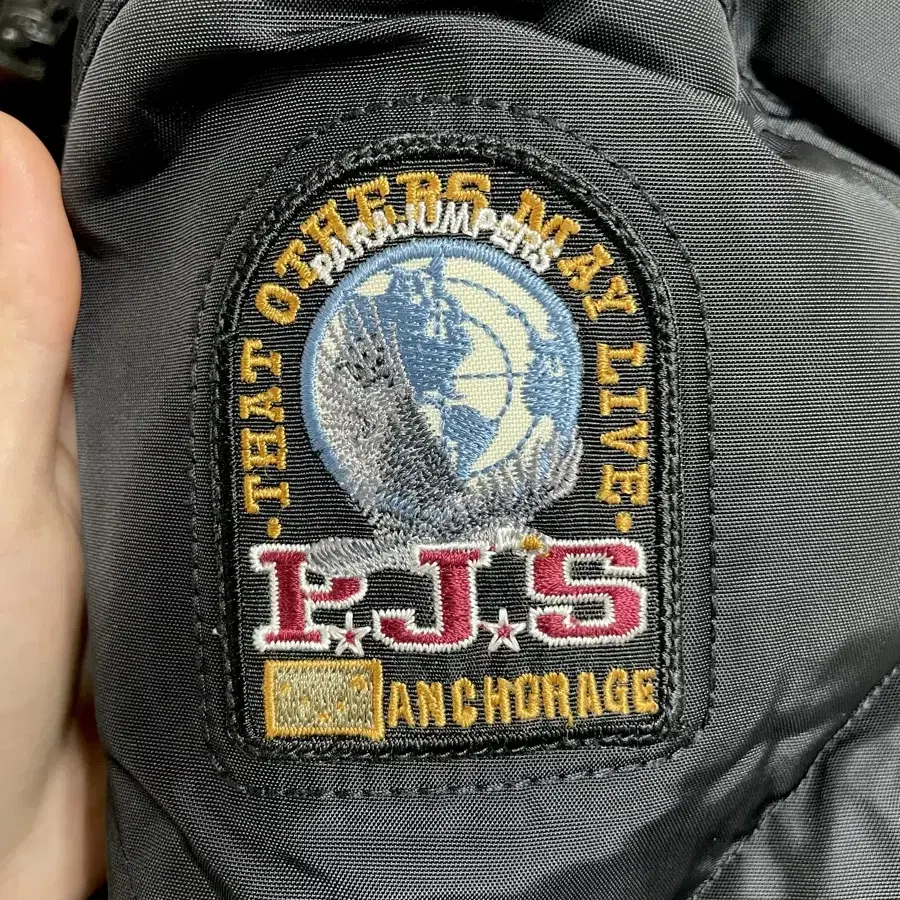 THAT OTHERS MAY LIVE
PARAJUMPERS
P.J.S
ANCHORAGE